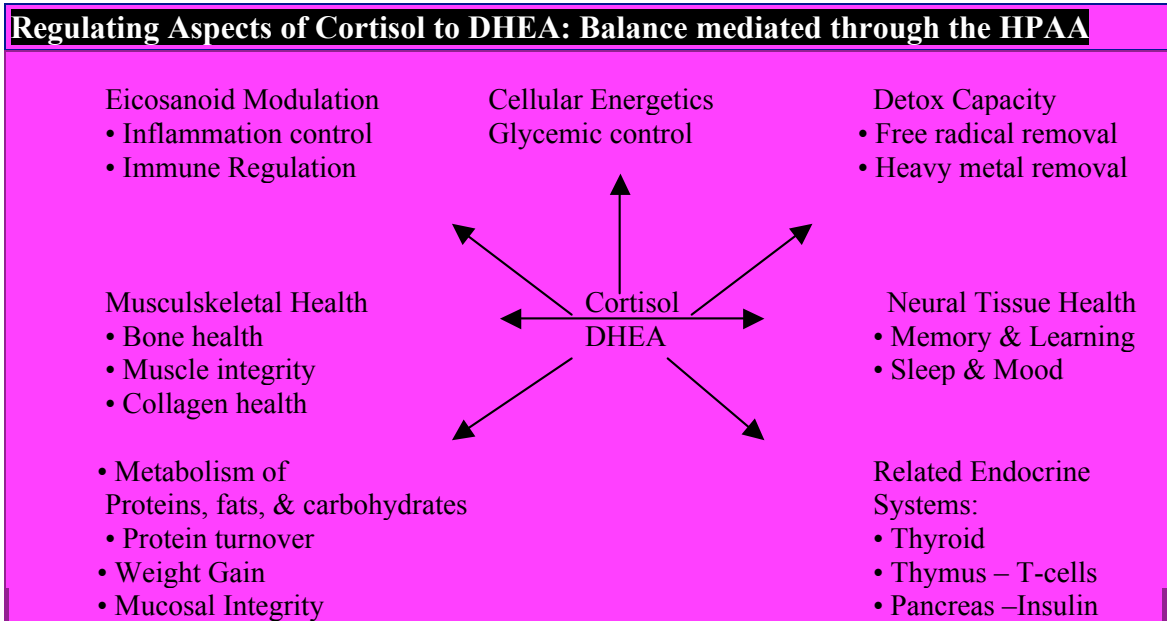 Regulating Aspects of Cortisol to DHEA: Balance mediated through the HPAA
Eicosanoid Modulation
• Inflammation control
• Immune Regulation
Cellular Energetics
Glycemic control
Detox Capacity
• Free radical removal
• Heavy metal removal
Musculskeletal Health
• Bone health
• Muscle integrity
• Collagen health
Cortisol
DHEA
Neural Tissue Health
• Memory & Learning
• Sleep & Mood
• Metabolism of
Proteins, fats, & carbohydrates
• Protein turnover
• Weight Gain
• Mucosal Integrity
Related Endocrine
Systems:
• Thyroid
• Thymus – T-cells
• Pancreas –Insulin